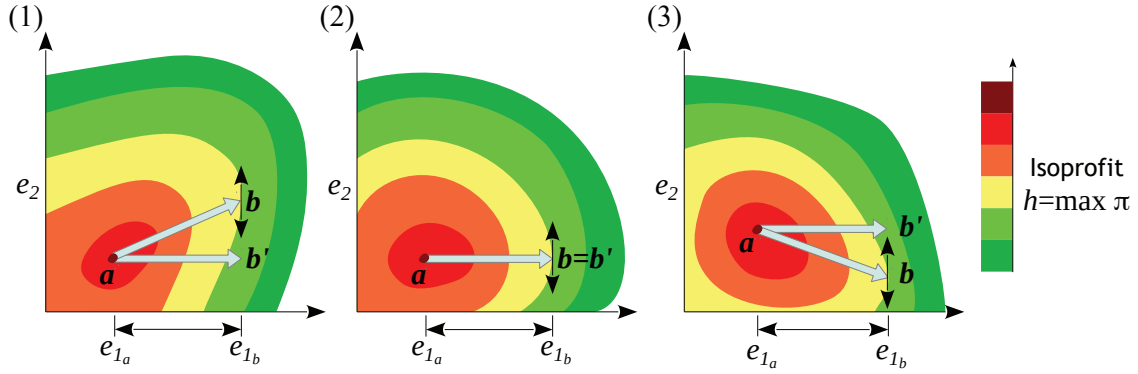 (1)
(2)
(3)
e2
b
b'
a
e1a
e1b
e2
b=b'
a
e1a
e1b
e2
b'
b
a
e1a
e1b
Isoprofit
h=max π